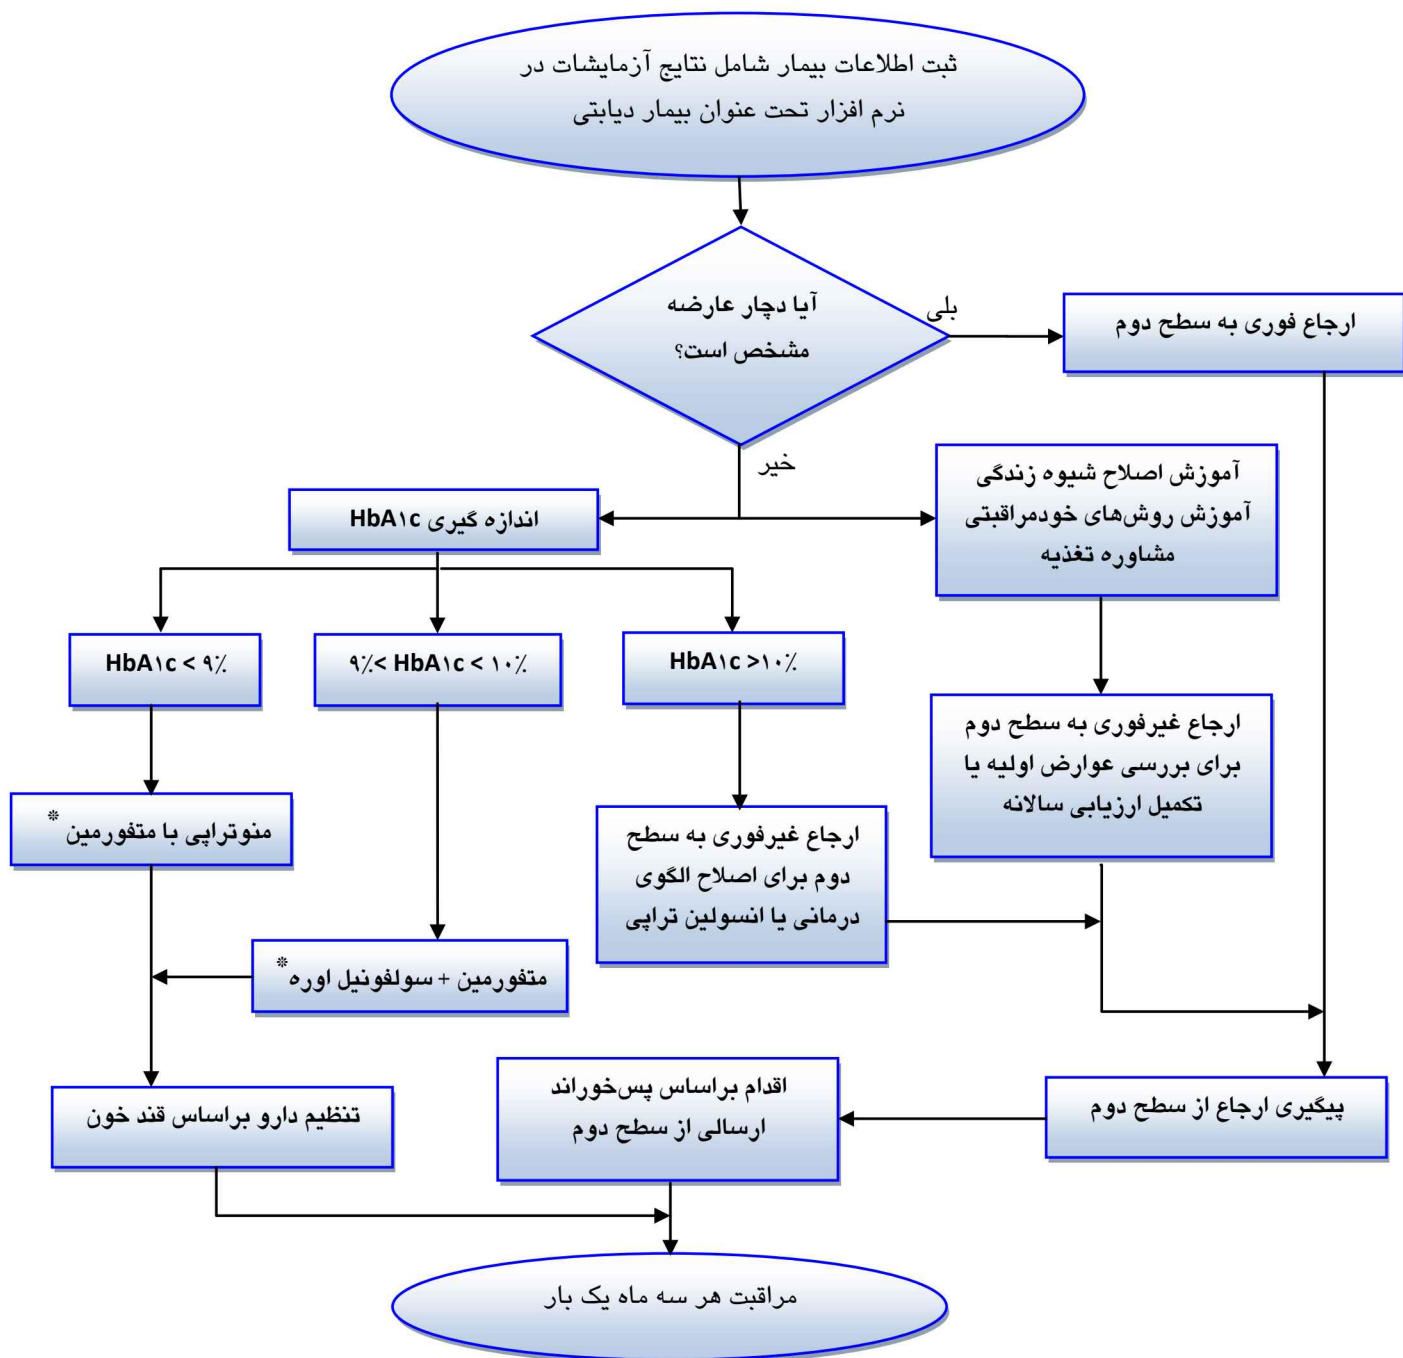 ثبت اطلاعات بیمار شامل نتایج آزمایشات در
نرم افزار تحت عنوان بیمار دیابتی
آیا دچار عارضه
مشخص است؟
بلی
ارجاع فوری به سطح دوم
خیر
آموزش اصلاح شیوه زندگی
آموزش روش‌های خودمراقبتی
مشاوره تغذیه
اندازه گیری HbA۱c
HbA۱c >۱۰٪
۹٪< HbA۱c < ۱۰٪
HbA۱c < ۹٪
ارجاع غیرفوری به سطح دوم
برای بررسی عوارض اولیه یا
تکمیل ارزیابی سالانه
ارجاع غیرفوری به سطح
دوم برای اصلاح الگوی
درمانی یا انسولین تراپی
منوتراپی با متفورمین *
متفورمین + سولفونیل اوره*
پیگیری ارجاع از سطح دوم
اقدام براساس پس‌خوراند
ارسالی از سطح دوم
تنظیم دارو براساس قند خون
مراقبت هر سه ماه یک بار